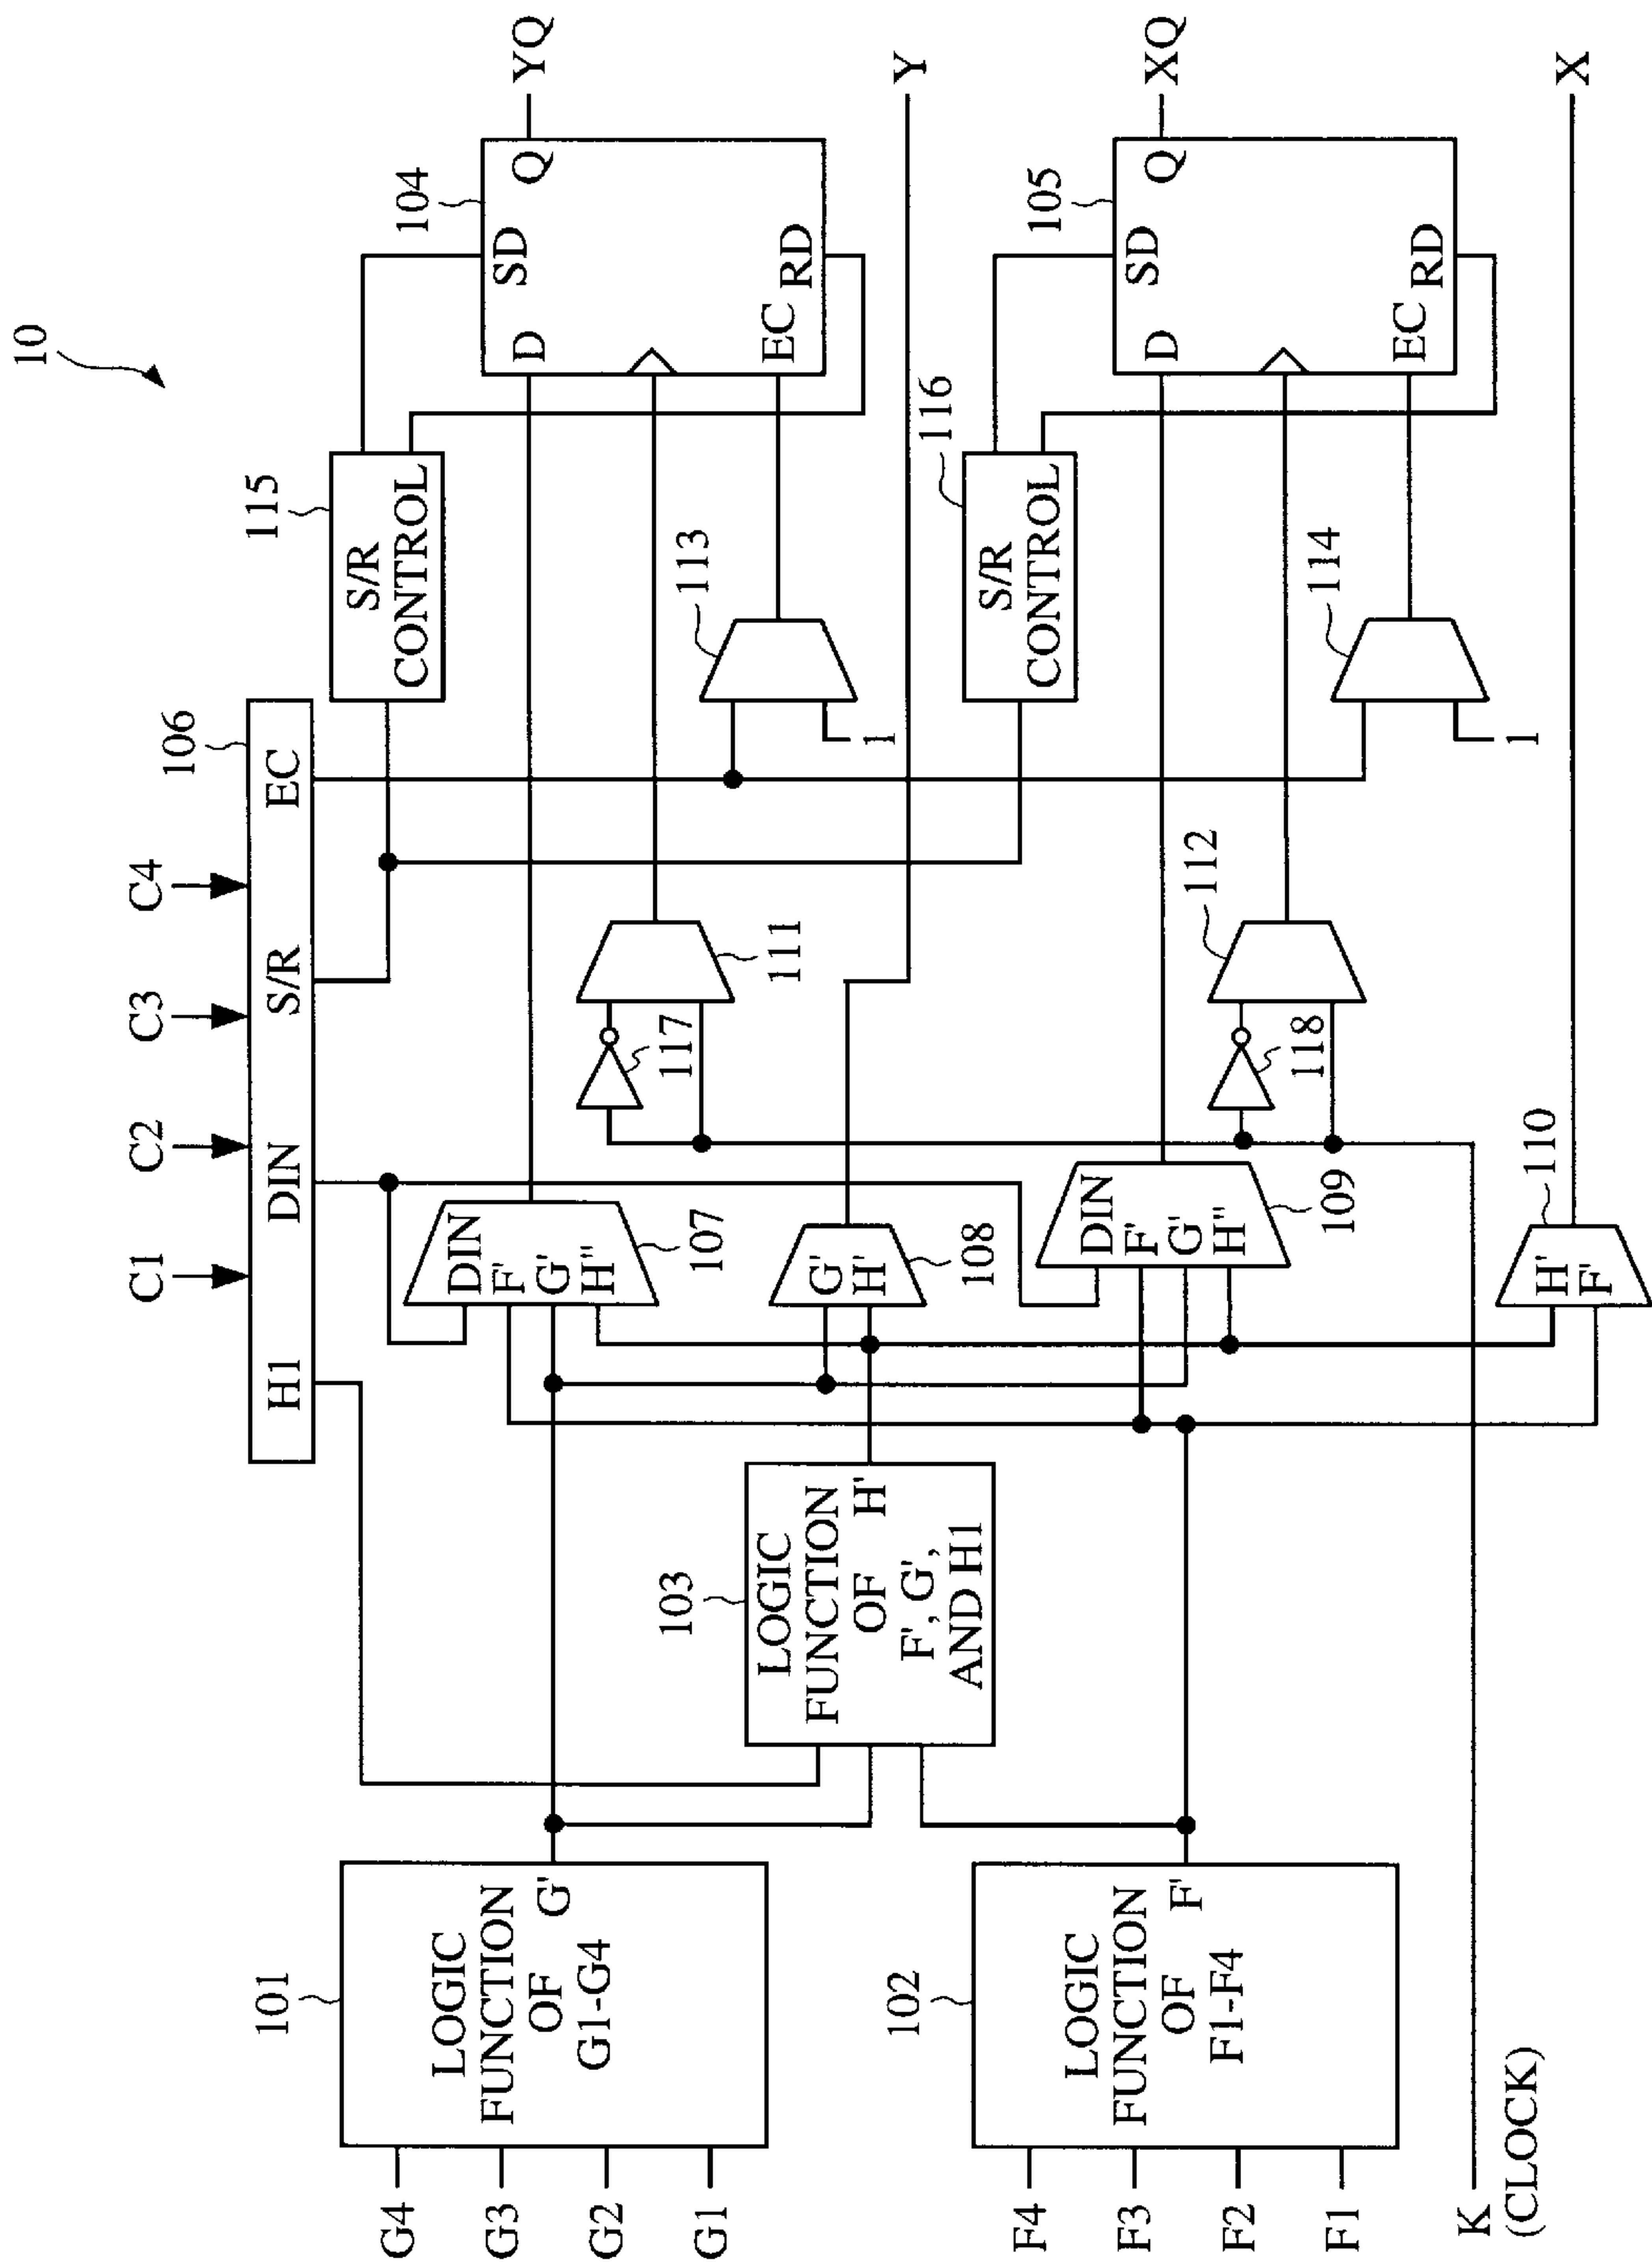 10
C1
C2
C3
C4
106
H1
DIN
S/R
EC
115
S/R
CONTROL
104
SD
D
Q
EC
RD
YQ
101
LOGIC
FUNCTION
OF
G1-G4
G'
G4
G3
G2
G1
DIN
F'
G'
H"
107
117
111
113
1
103
LOGIC
FUNCTION
OF
F', G',
AND H1
H'
G'
H'
108
Y
116
S/R
CONTROL
105
SD
D
Q
EC
RD
XQ
102
LOGIC
FUNCTION
OF
F1-F4
F'
F4
F3
F2
F1
DIN
F'
G'
H"
109
118
112
114
1
K
(CLOCK)
H'
F'
110
X